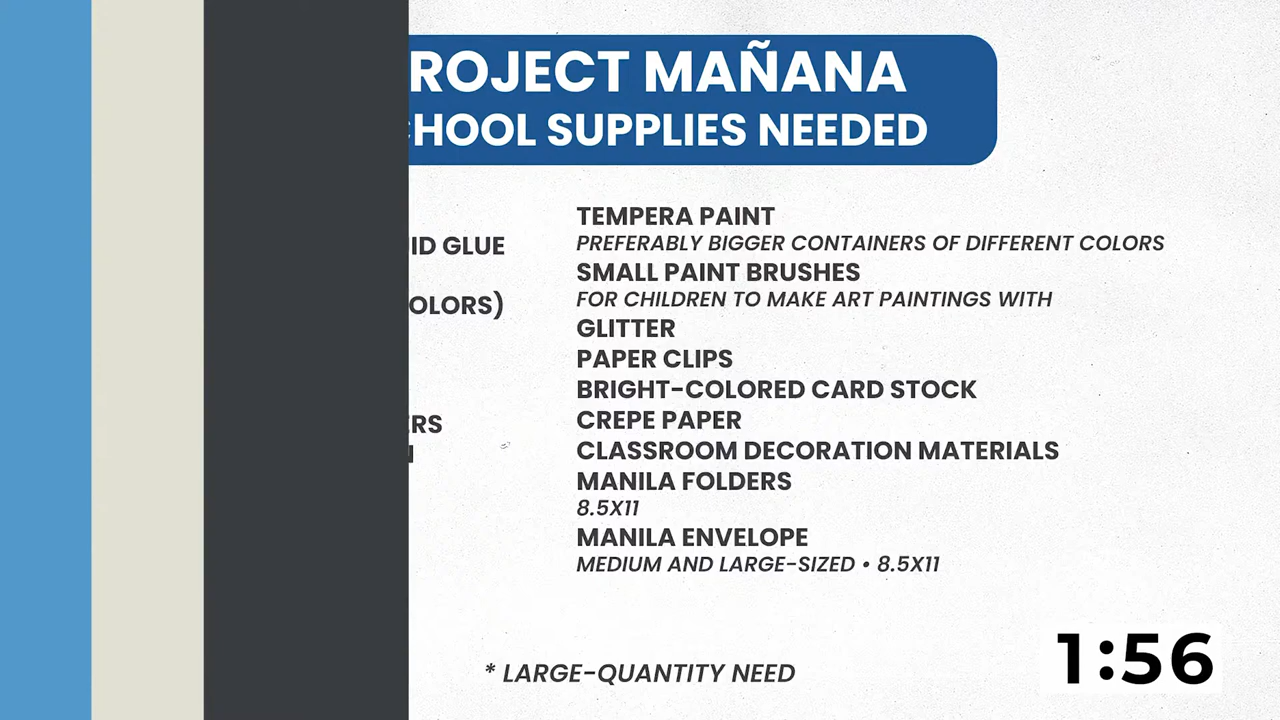 ROJECT MAÑANA
HOOL SUPPLIES NEEDED
ID GLUE
OLORS)
ERS
TEMPERA PAINT
PREFERABLY BIGGER CONTAINERS OF DIFFERENT COLORS
SMALL PAINT BRUSHES
FOR CHILDREN TO MAKE ART PAINTINGS WITH
GLITTER
PAPER CLIPS
BRIGHT-COLORED CARD STOCK
CREPE PAPER
CLASSROOM DECORATION MATERIALS
MANILA FOLDERS
8.5X11
MANILA ENVELOPE
MEDIUM AND LARGE-SIZED • 8.5X11
* LARGE-QUANTITY NEED
1:56